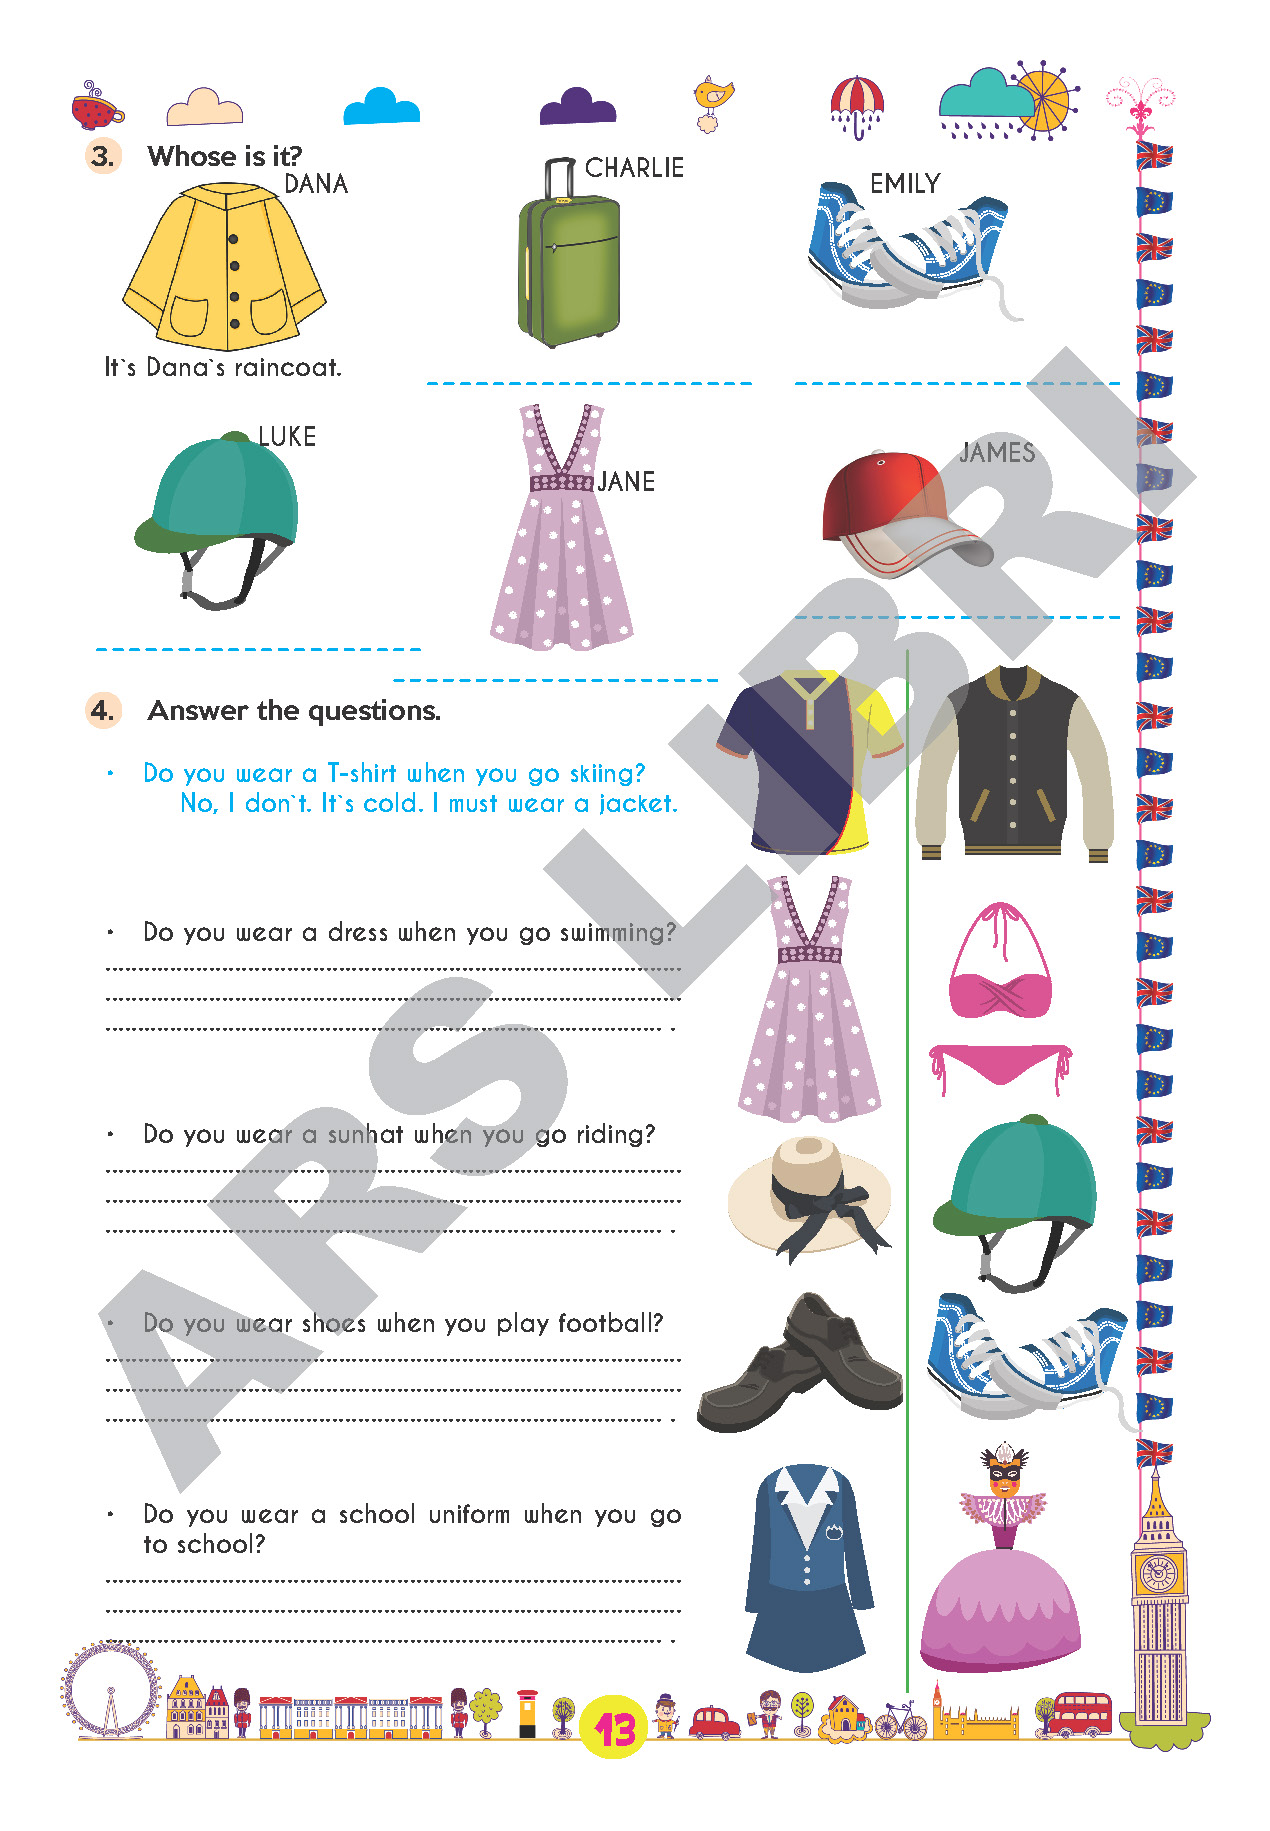 3. Whose is it?
DANA
CHARLIE
EMILY
It`s Dana`s raincoat.
LUKE
JANE
JAMES
4. Answer the questions.
• Do you wear a T-shirt when you go skiing?
No, I don`t. It`s cold. I must wear a jacket.
• Do you wear a dress when you go swimming?
• Do you wear a sunhat when you go riding?
• Do you wear shoes when you play football?
• Do you wear a school uniform when you go
to school?
13
ARS LIBRI